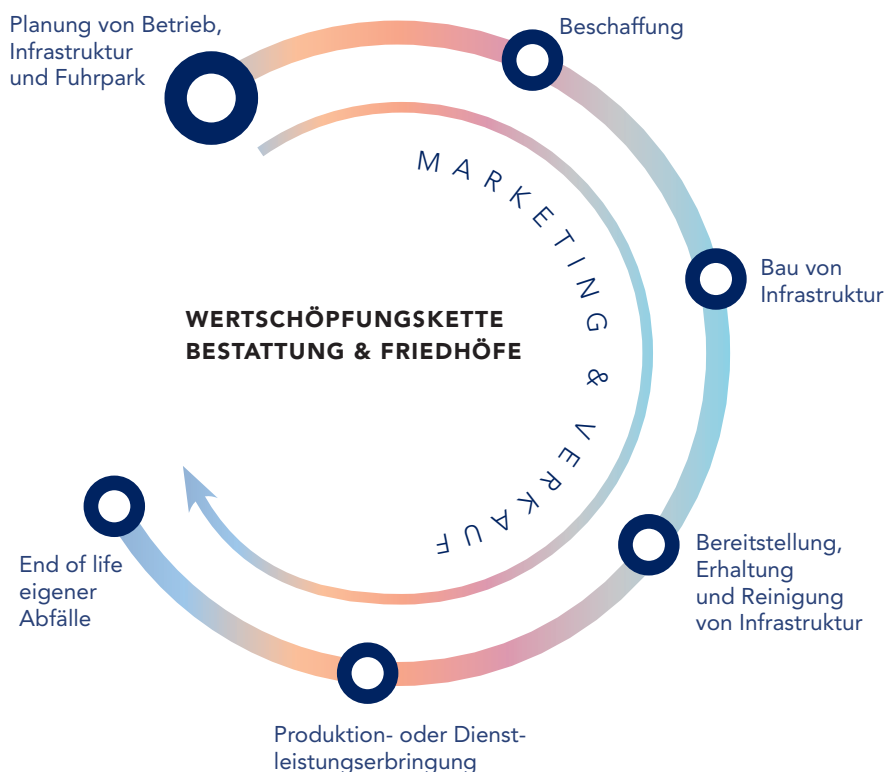 Planung von Betrieb,
Infrastruktur
und Fuhrpark
Beschaffung
Bau von
Infrastruktur
Bereitstellung,
Erhaltung
und Reinigung
von Infrastruktur
Produktion- oder Dienst-
leistungserbringung
End of life
eigener
Abfälle
MARKETING & VERKAUF
WERTSCHÖPFUNGSKETTE
BESTATTUNG & FRIEDHÖFE